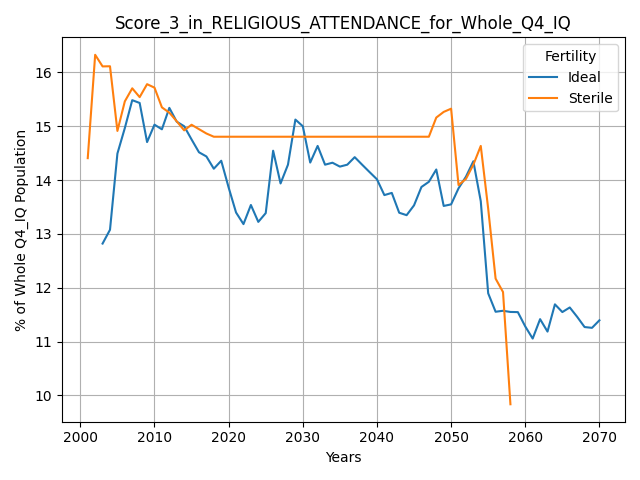 Score_3_in_RELIGIOUS_ATTENDANCE_for_Whole_Q4_IQ
Fertility
Ideal
Sterile
% of Whole Q4_IQ Population
16
15
14
13
12
11
10
2000 2010 2020 2030 2040 2050 2060 2070
Years